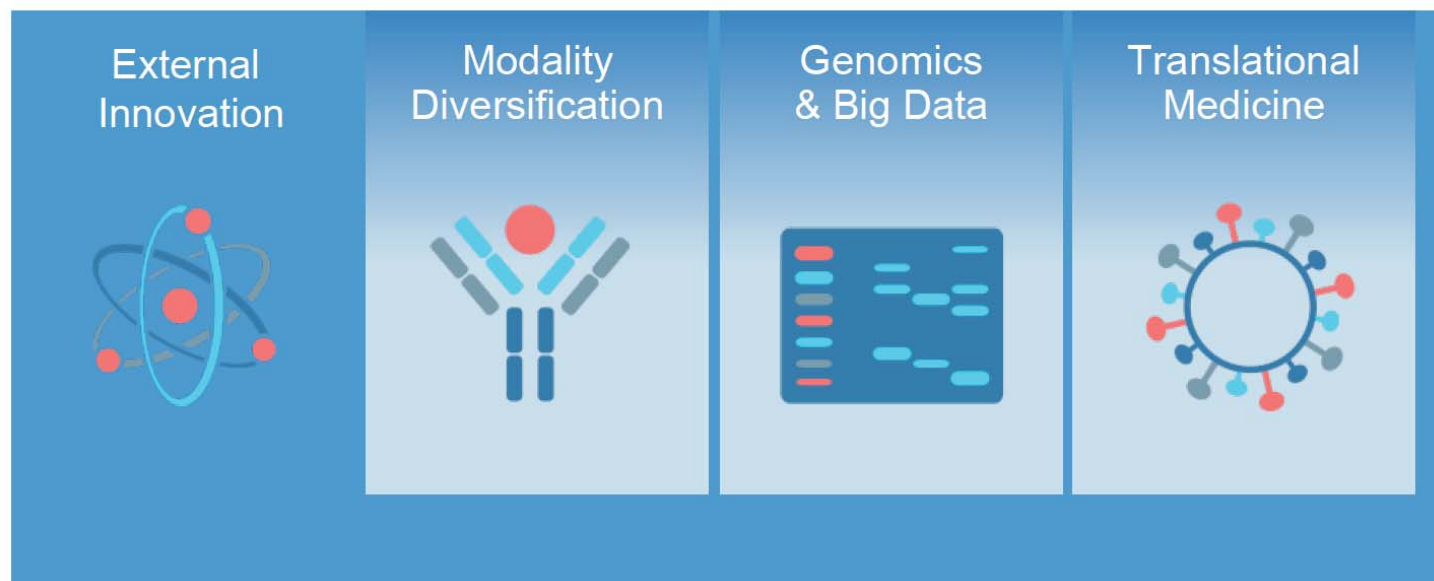 External
Innovation
Modality
Diversification
Genomics
& Big Data
Translational
Medicine